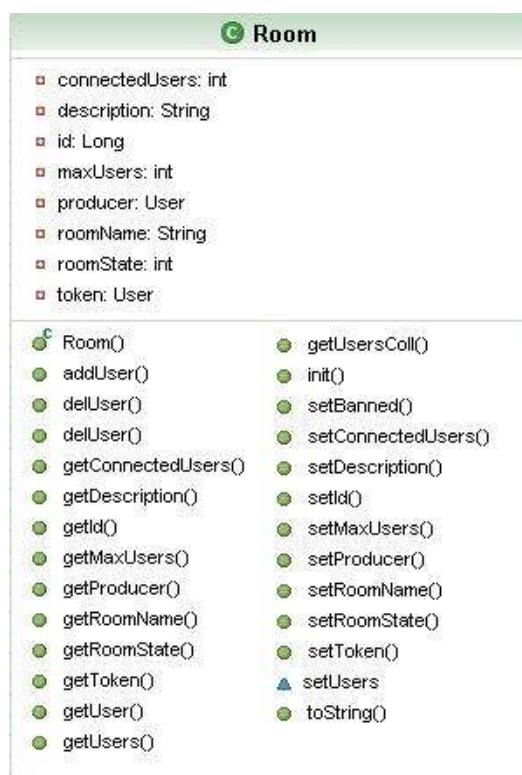 C Room
connectedUsers: int
description: String
id: Long
maxUsers: int
producer: User
roomName: String
roomState: int
token: User
C Room()
addUser()
delUser()
delUser()
getConnectedUsers()
getDescription()
getId()
getMaxUsers()
getProducer()
getRoomName()
getRoomState()
getToken()
getUser()
getUsers()
getUsersColl()
init()
setBanned()
setConnectedUsers()
setDescription()
setId()
setMaxUsers()
setProducer()
setRoomName()
setRoomState()
setToken()
setUsers
toString()